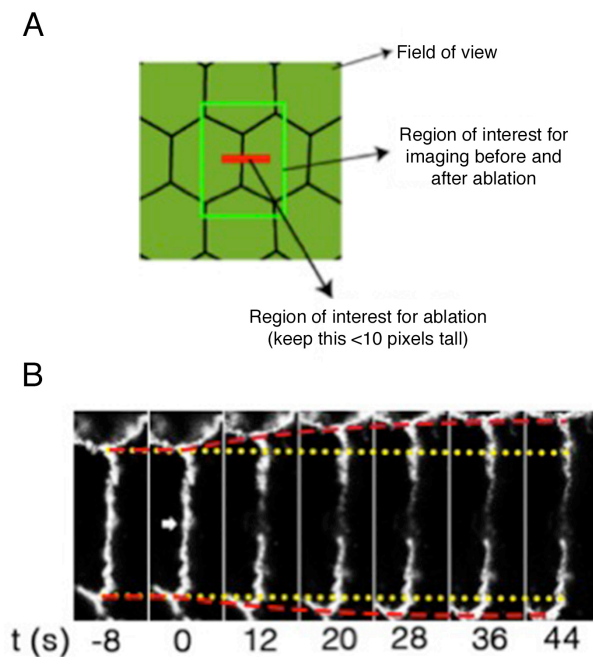 A
Field of view
Region of interest for
imaging before and
after ablation
Region of interest for ablation
(keep this <10 pixels tall)
B
t (s) -8 0 12 20 28 36 44